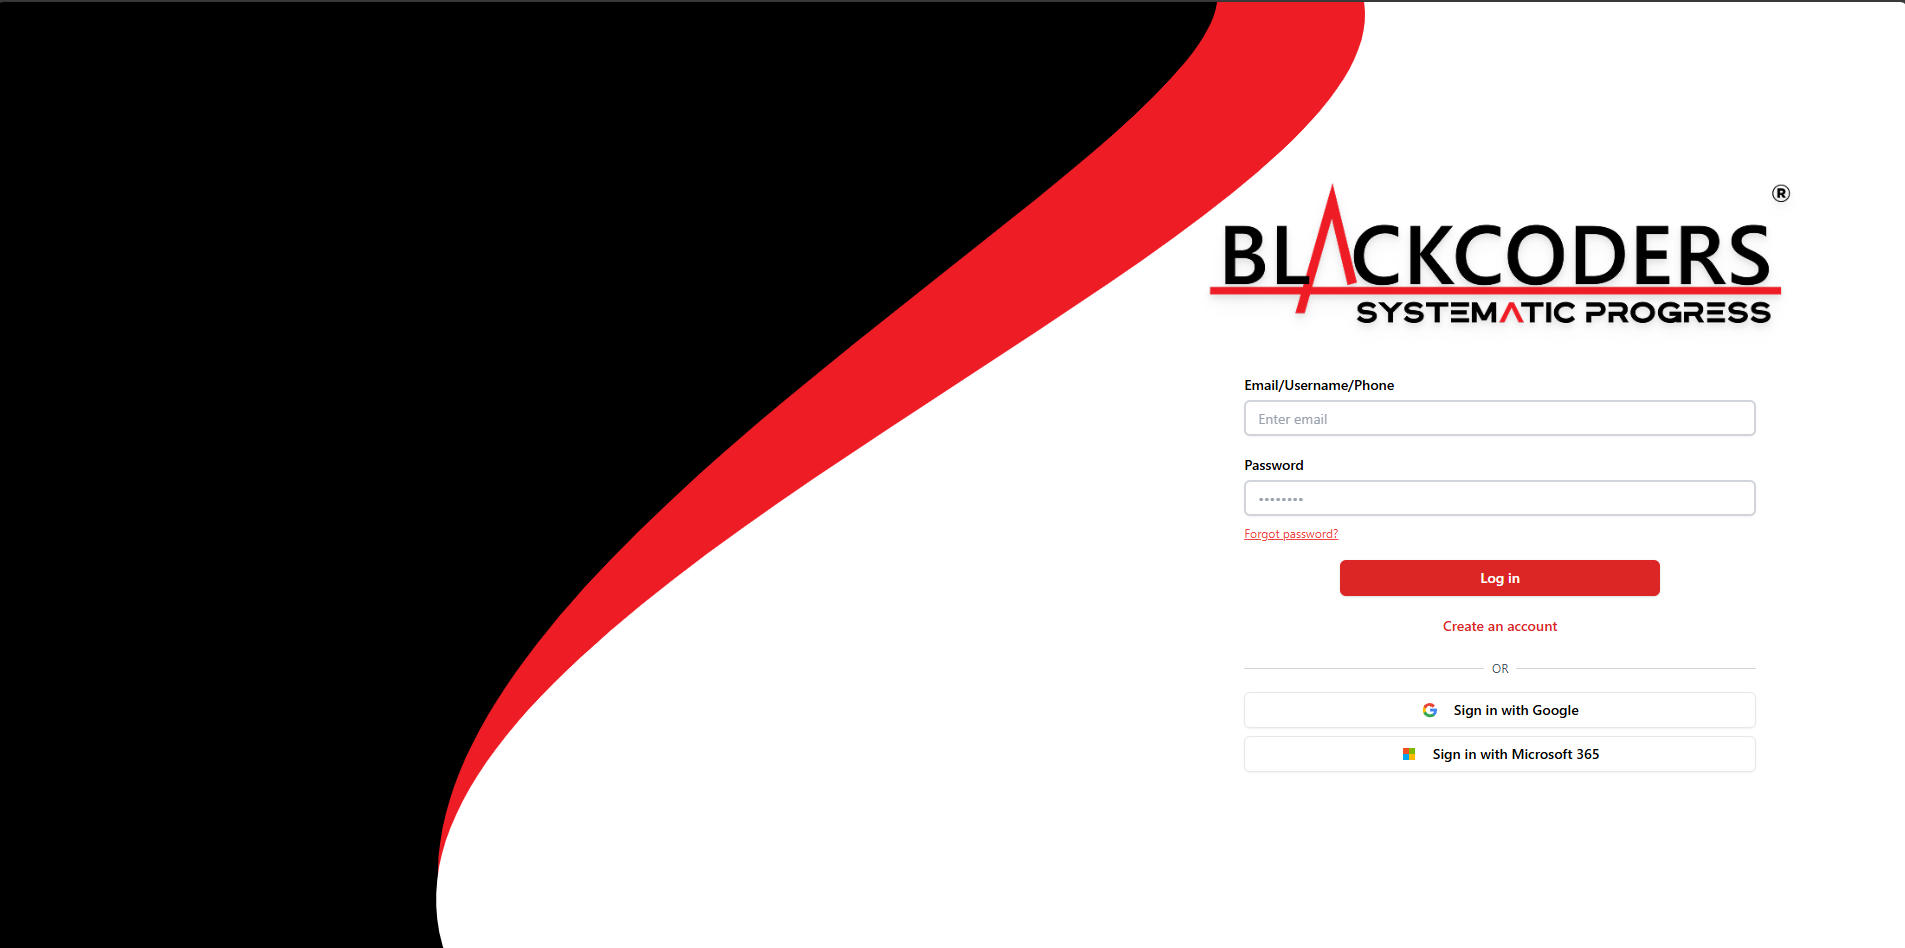 BLACKCODERS®
SYSTEMATIC PROGRESS
Email/Username/Phone
Enter email
Password
••••••••
Forgot password?
Log in
Create an account
OR
Sign in with Google
Sign in with Microsoft 365